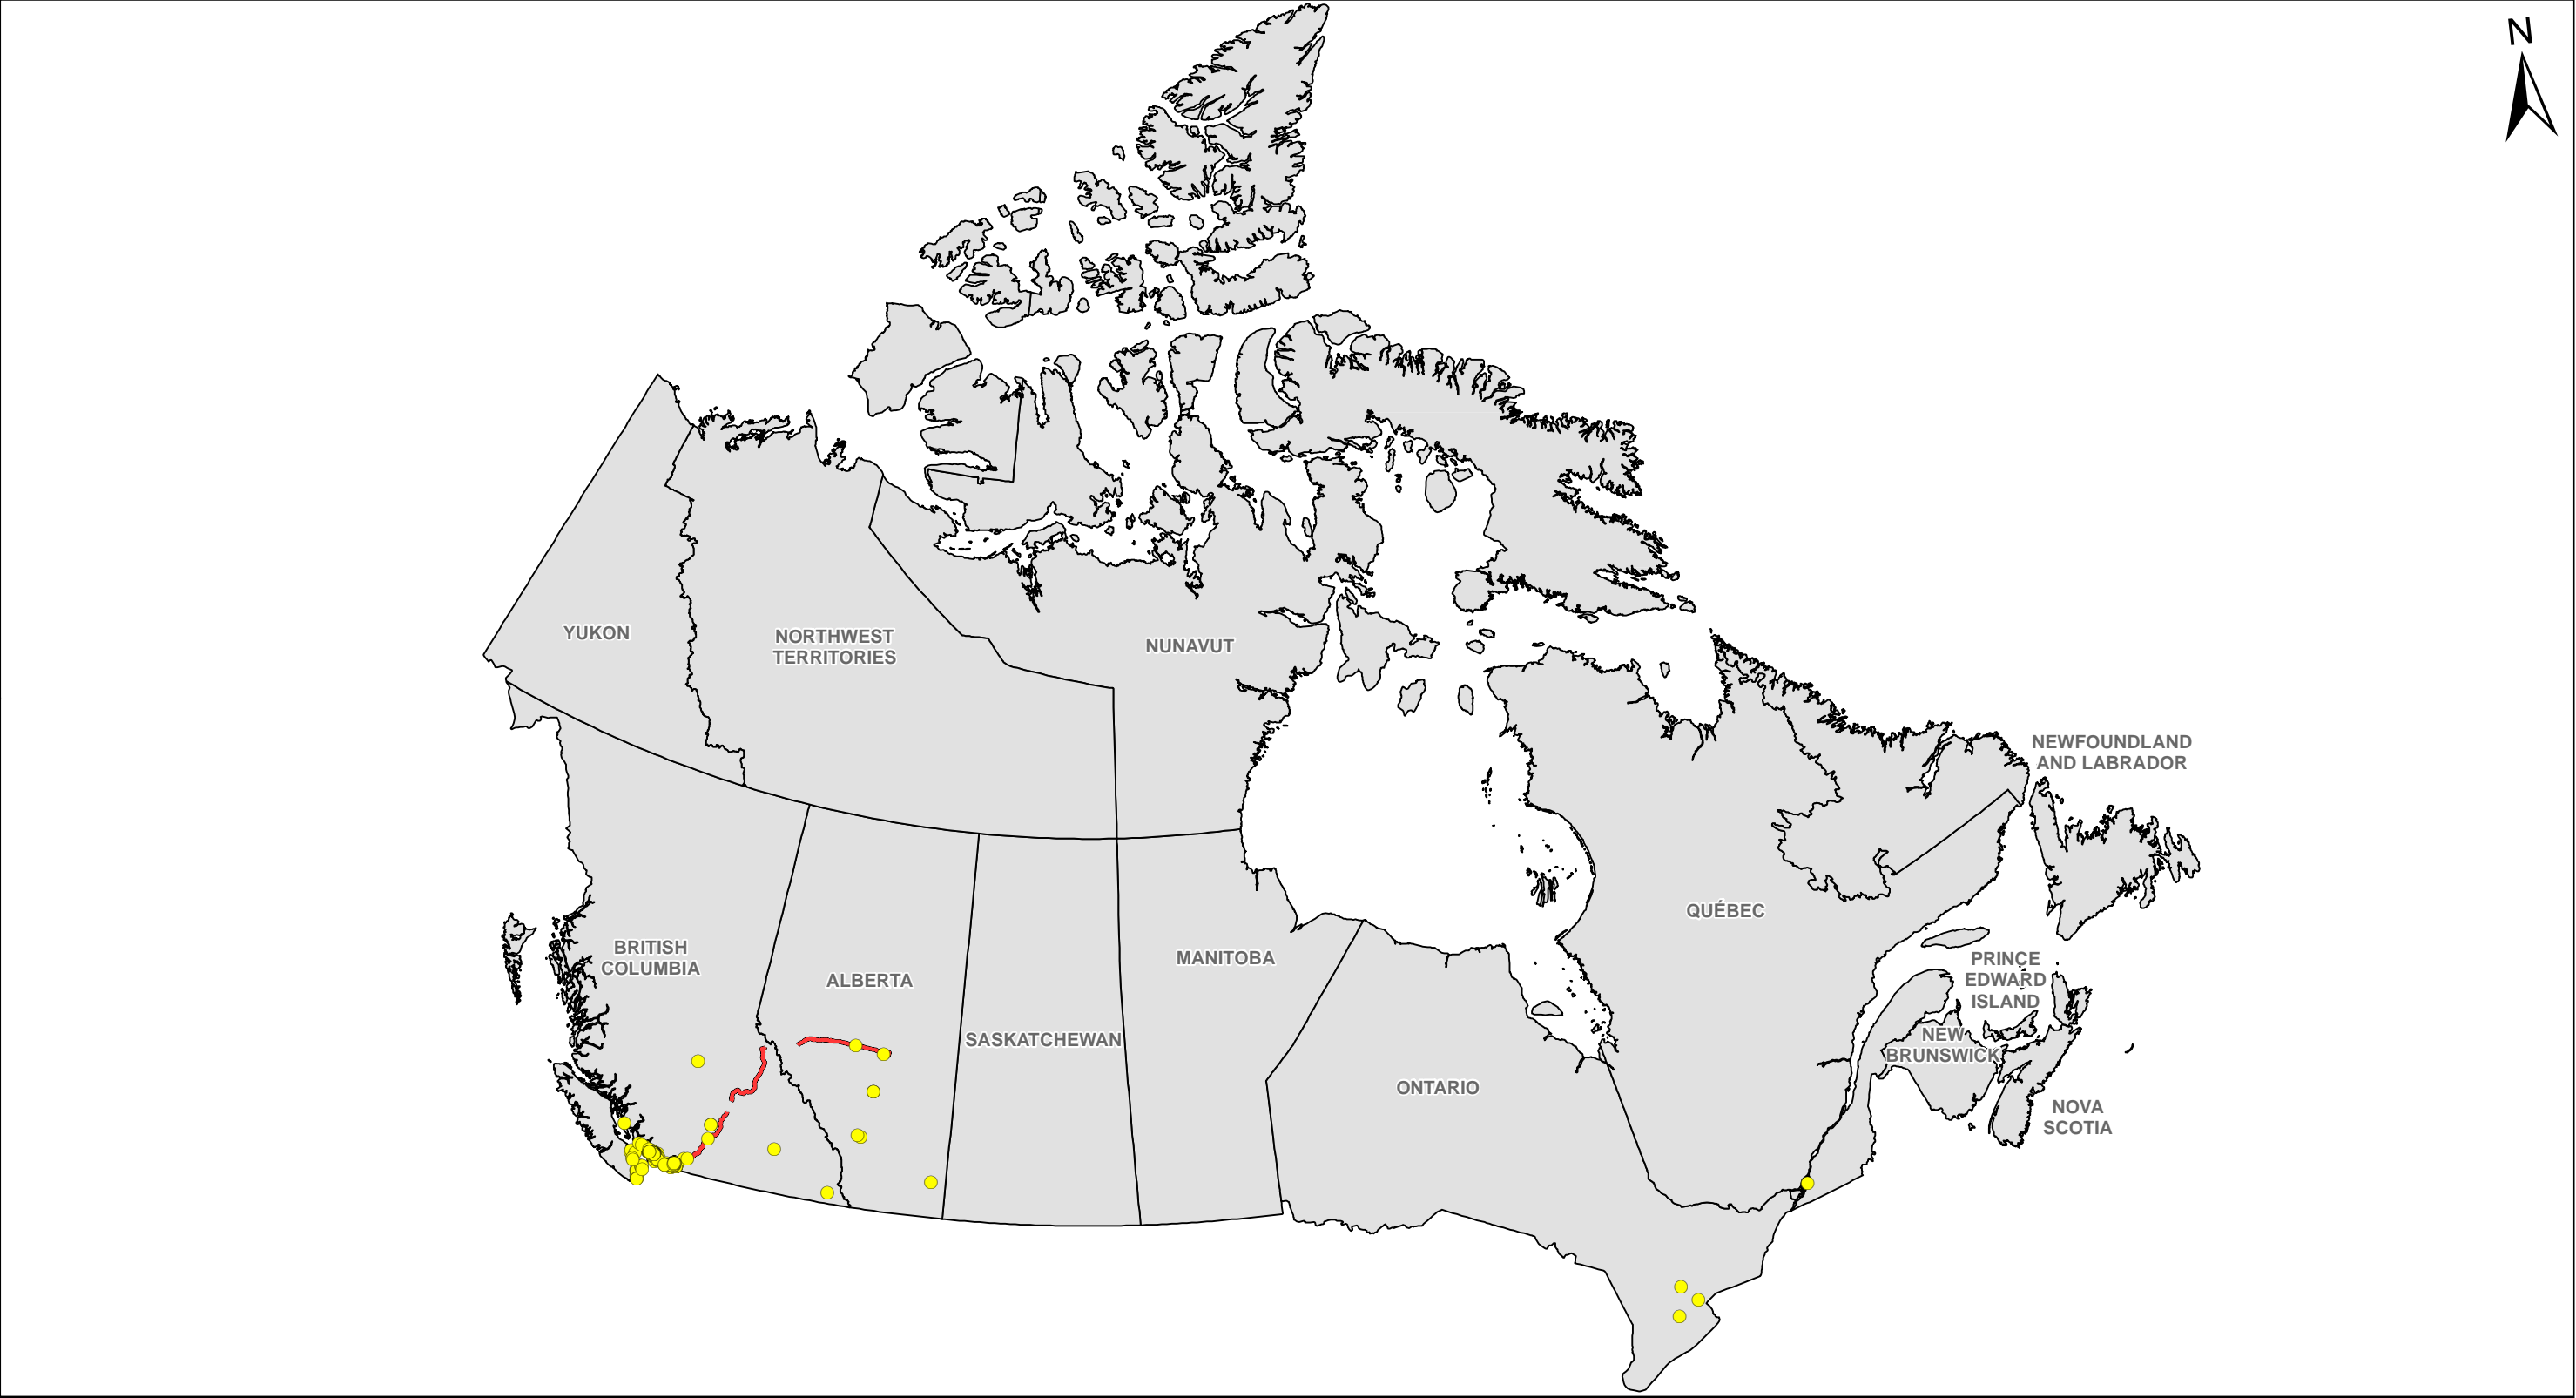 N
YUKON
NORTHWEST
TERRITORIES
NUNAVUT
NEWFOUNDLAND
AND LABRADOR
BRITISH
COLUMBIA
ALBERTA
SASKATCHEWAN
MANITOBA
ONTARIO
QUÉBEC
PRINCE
EDWARD
ISLAND
NEW
BRUNSWICK
NOVA
SCOTIA